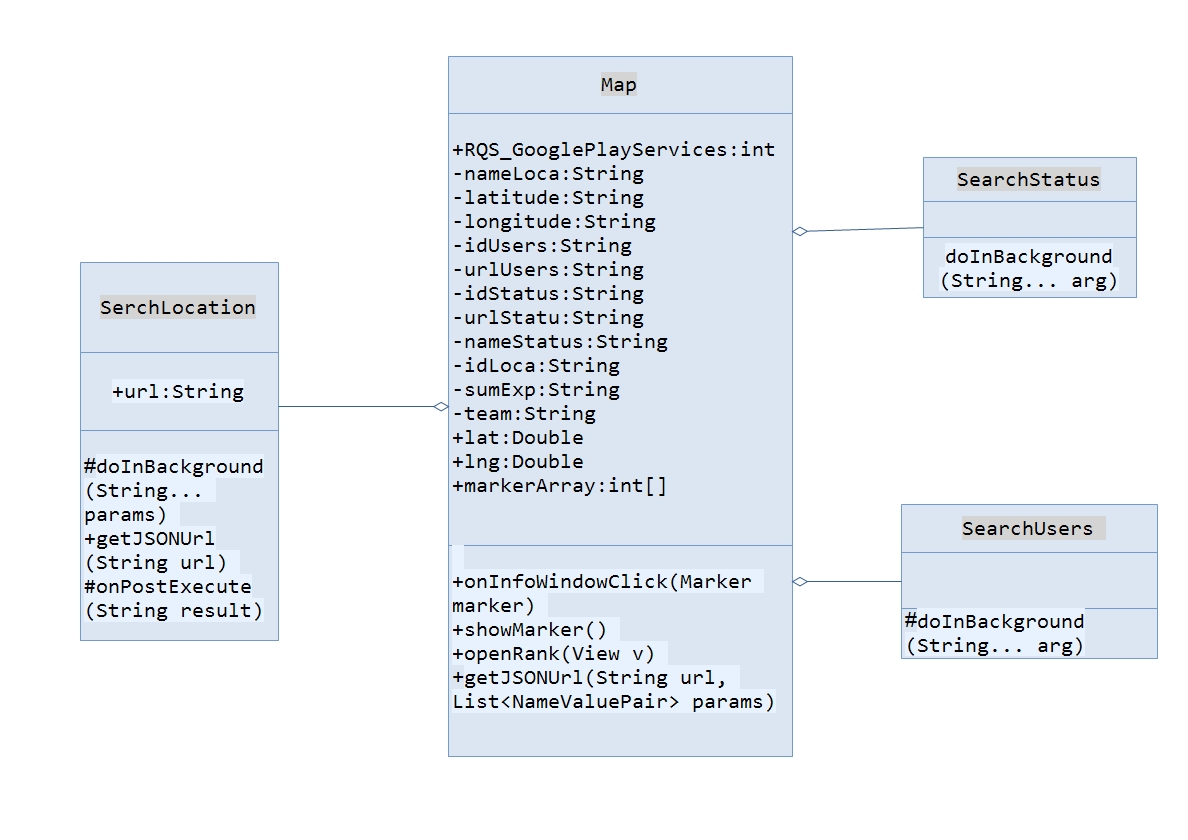 Map
+RQS_GooglePlayServices:int
-nameLoca:String
-latitude:String
-longitude:String
-idUsers:String
-urlUsers:String
-idStatus:String
-urlStatu:String
-nameStatus:String
-idLoca:String
-sumExp:String
-team:String
+lat:Double
+lng:Double
+markerArray:int[]
+onInfoWindowClick(Marker
marker)
+showMarker()
+openRank(View v)
+getJSONUrl(String url,
List<NameValuePair> params)
SearchStatus
doInBackground
(String... arg)
SerchLocation
+url:String
#doInBackground
(String...
params)
+getJSONUrl
(String url)
#onPostExecute
(String result)
SearchUsers
#doInBackground
(String... arg)